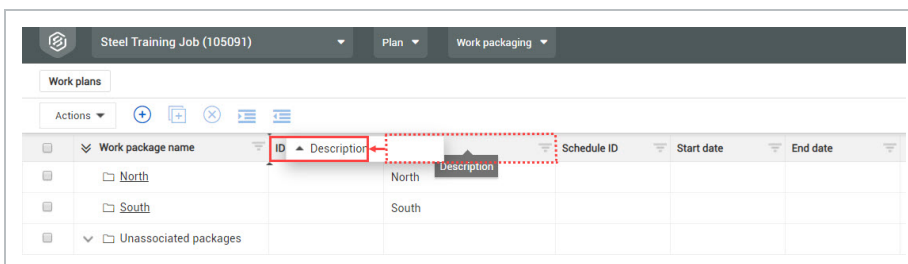 Steel Training Job (105091) Plan Work packaging
Work plans
Actions
Work package name ID Description Schedule ID Start date End date
Description
North North
South South
Unassociated packages